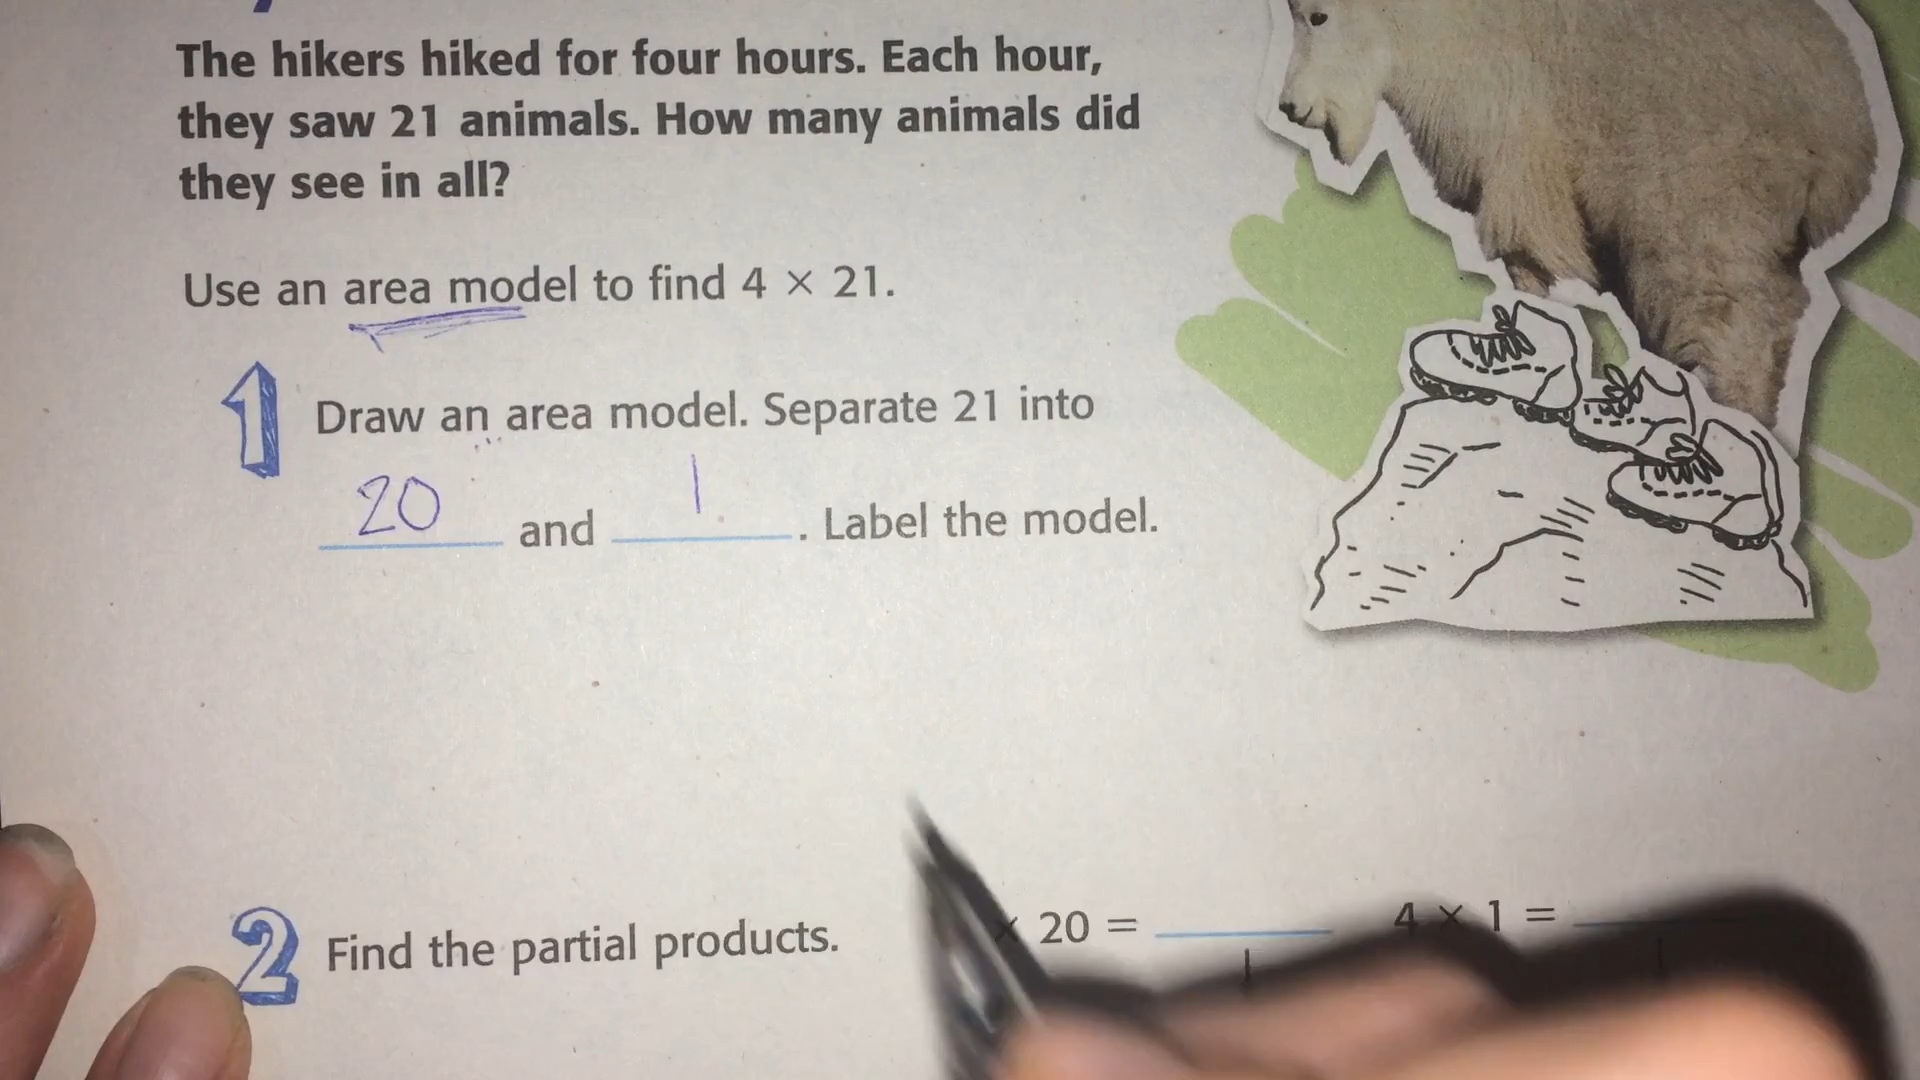 The hikers hiked for four hours. Each hour,
they saw 21 animals. How many animals did
they see in all?
Use an area model to find 4 × 21.
1 Draw an area model. Separate 21 into
20 and 1. Label the model.
2 Find the partial products. × 20 = 4 × 1 =